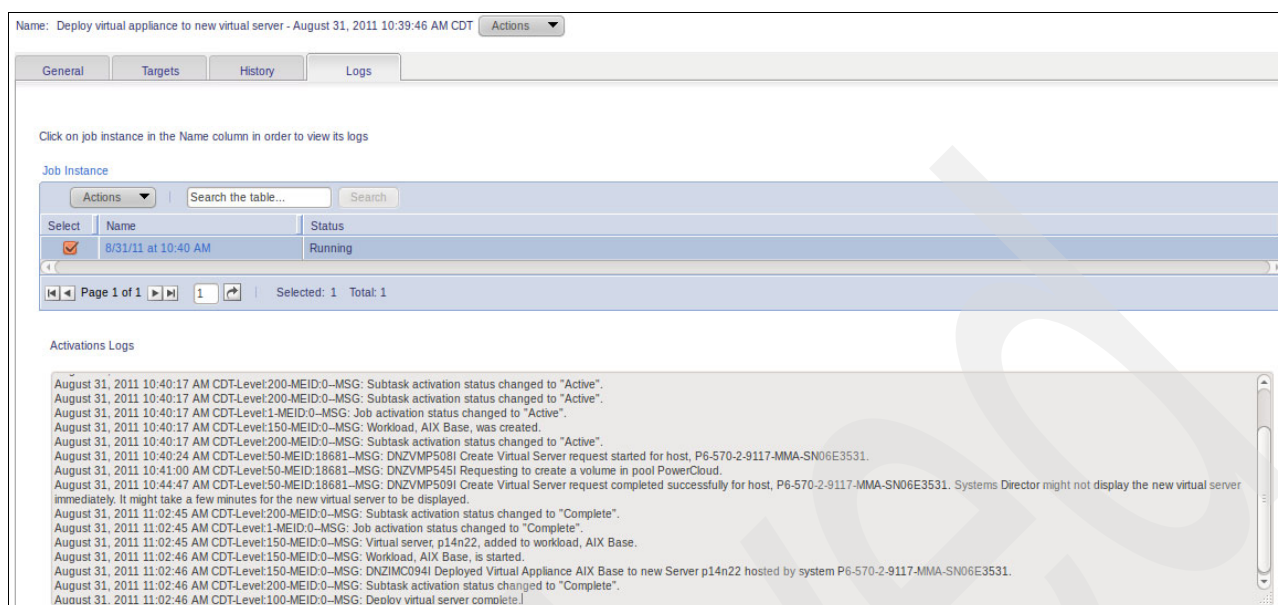 Name: Deploy virtual appliance to new virtual server - August 31, 2011 10:39:46 AM CDT Actions
General Targets History Logs
Click on job instance in the Name column in order to view its logs
Job Instance
Actions Search the table... Search
Select Name Status
8/31/11 at 10:40 AM Running
Page 1 of 1 1 Selected: 1 Total: 1
Activations Logs
August 31, 2011 10:40:17 AM CDT-Level:200-MEID:0--MSG: Subtask activation status changed to "Active".
August 31, 2011 10:40:17 AM CDT-Level:200-MEID:0--MSG: Subtask activation status changed to "Active".
August 31, 2011 10:40:17 AM CDT-Level:1-MEID:0--MSG: Job activation status changed to "Active".
August 31, 2011 10:40:17 AM CDT-Level:150-MEID:0--MSG: Workload, AIX Base, was created.
August 31, 2011 10:40:17 AM CDT-Level:200-MEID:0--MSG: Subtask activation status changed to "Active".
August 31, 2011 10:40:24 AM CDT-Level:50-MEID:18681--MSG: DNZVMP508I Create Virtual Server request started for host, P6-570-2-9117-MMA-SN06E3531.
August 31, 2011 10:41:00 AM CDT-Level:50-MEID:18681--MSG: DNZVMP545I Requesting to create a volume in pool PowerCloud.
August 31, 2011 10:44:47 AM CDT-Level:50-MEID:18681--MSG: DNZVMP509I Create Virtual Server request completed successfully for host, P6-570-2-9117-MMA-SN06E3531. Systems Director might not display the new virtual server
immediately. It might take a few minutes for the new virtual server to be displayed.
August 31, 2011 11:02:45 AM CDT-Level:200-MEID:0--MSG: Subtask activation status changed to "Complete".
August 31, 2011 11:02:45 AM CDT-Level:1-MEID:0--MSG: Job activation status changed to "Complete".
August 31, 2011 11:02:45 AM CDT-Level:150-MEID:0--MSG: Virtual server, p14n22, added to workload, AIX Base.
August 31, 2011 11:02:46 AM CDT-Level:150-MEID:0--MSG: Workload, AIX Base, is started.
August 31, 2011 11:02:46 AM CDT-Level:150-MEID:0--MSG: DNZIMC094I Deployed Virtual Appliance AIX Base to new Server p14n22 hosted by system P6-570-2-9117-MMA-SN06E3531.
August 31, 2011 11:02:46 AM CDT-Level:200-MEID:0--MSG: Subtask activation status changed to "Complete".
August 31, 2011 11:02:46 AM CDT-Level:100-MEID:0--MSG: Deploy virtual server complete.